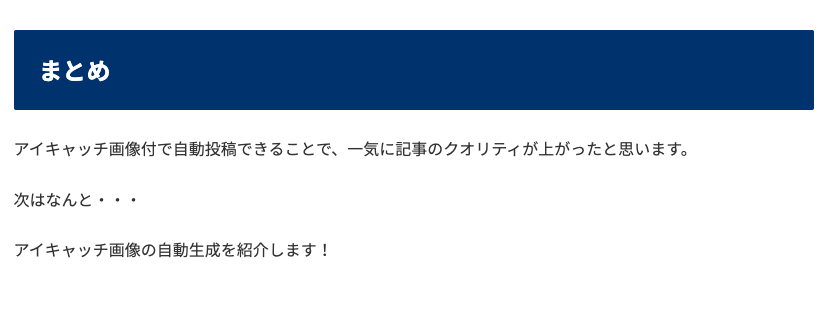 まとめ
アイキャッチ画像付で自動投稿できることで、一気に記事のクオリティが上がったと思います。
次はなんと・・・
アイキャッチ画像の自動生成を紹介します！